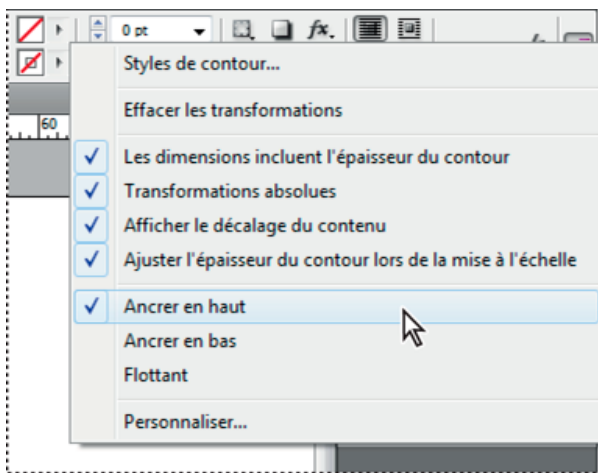 0 pt
fx.
Styles de contour...
Effacer les transformations
60
Les dimensions incluent l'épaisseur du contour
Transformations absolues
Afficher le décalage du contenu
Ajuster l'épaisseur du contour lors de la mise à l'échelle
Ancrer en haut
Ancrer en bas
Flottant
Personnaliser...